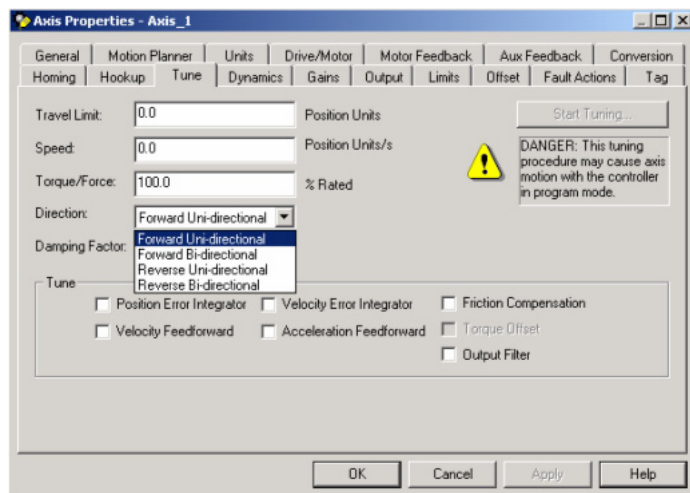 Axis Properties - Axis_1
General Motion Planner Units Drive/Motor Motor Feedback Aux Feedback Conversion
Homing Hookup Tune Dynamics Gains Output Limits Offset Fault Actions Tag
Travel Limit: 0.0 Position Units
Start Tuning...
Speed: 0.0 Position Units/s
DANGER: This tuning
procedure may cause axis
motion with the controller
in program mode.
Torque/Force: 100.0 % Rated
Direction: Forward Uni-directional
Forward Uni-directional
Forward Bi-directional
Reverse Uni-directional
Reverse Bi-directional
Damping Factor:
Tune
Position Error Integrator Velocity Error Integrator Friction Compensation
Velocity Feedforward Acceleration Feedforward Torque Offset
Output Filter
OK Cancel Apply Help